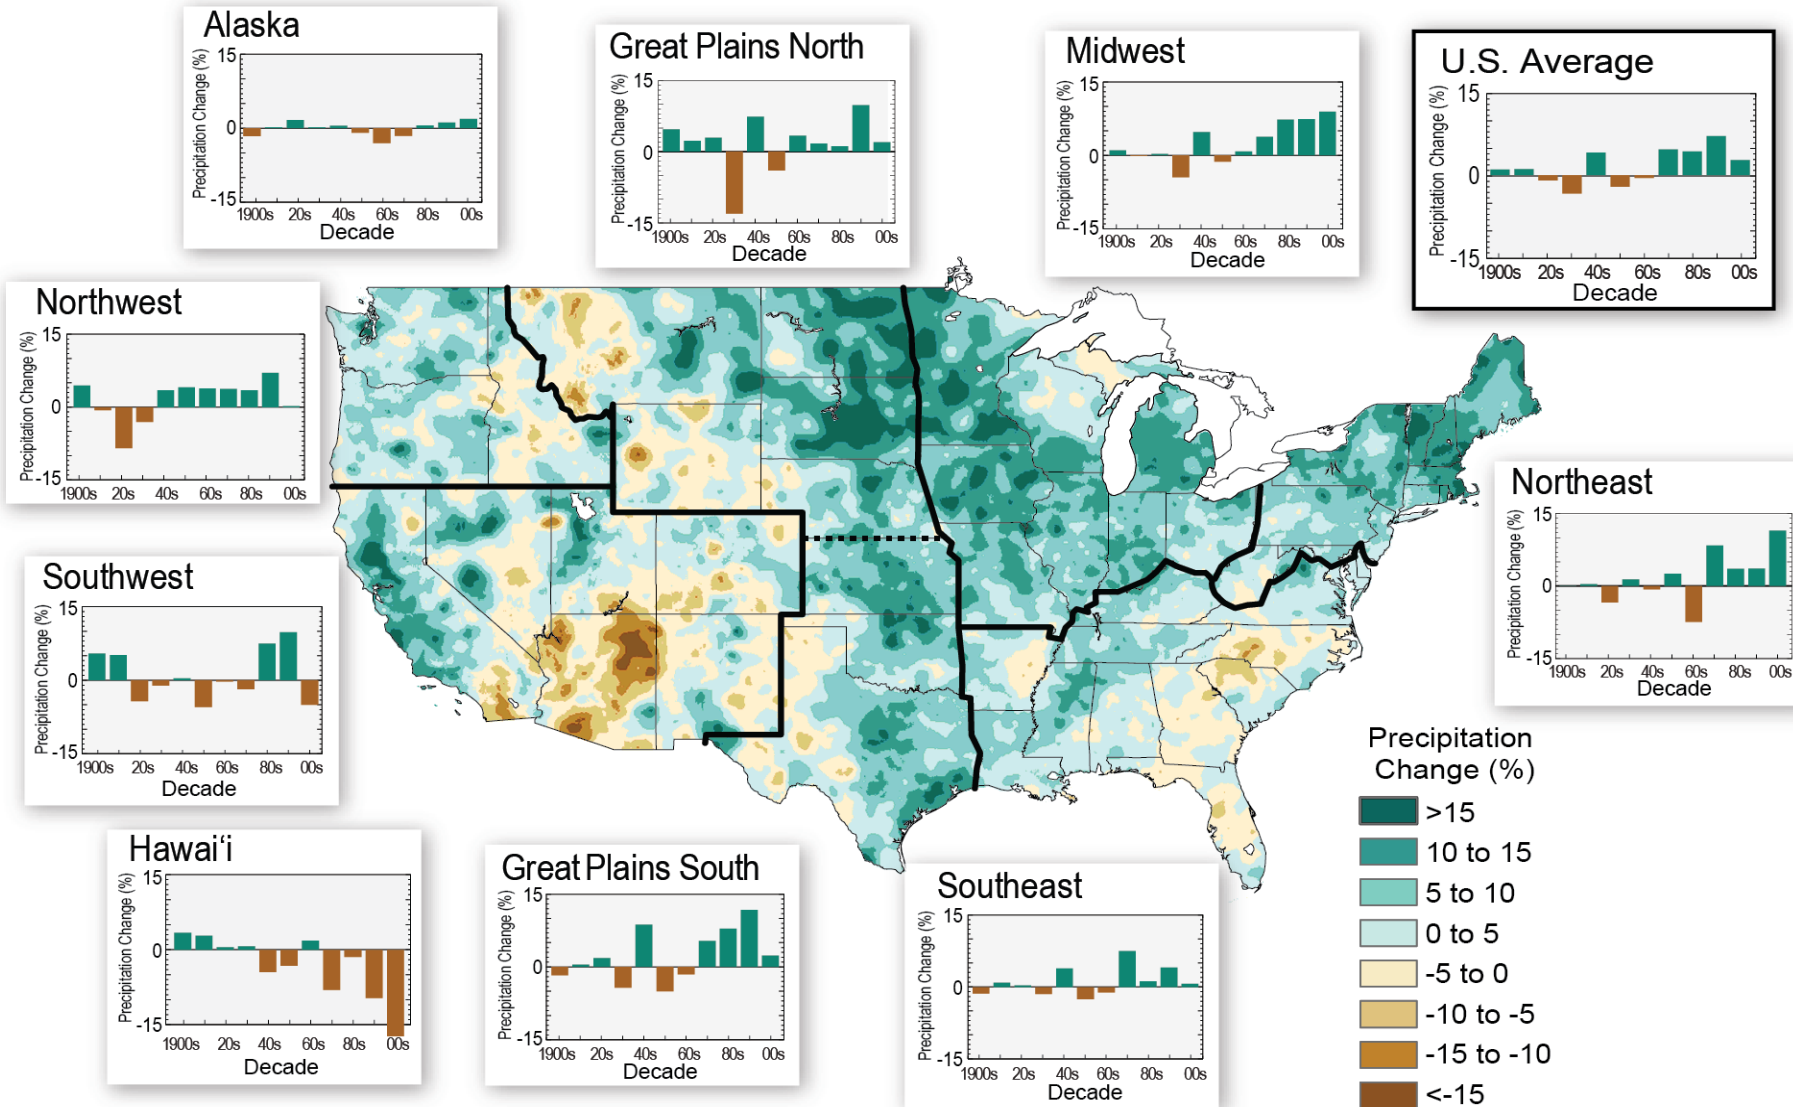 Alaska
15
0
-15
Precipitation Change (%)
1900s 20s 40s 60s 80s 00s
Decade
Great Plains North
15
0
-15
Precipitation Change (%)
1900s 20s 40s 60s 80s 00s
Decade
Midwest
15
0
-15
Precipitation Change (%)
1900s 20s 40s 60s 80s 00s
Decade
U.S. Average
15
0
-15
Precipitation Change (%)
1900s 20s 40s 60s 80s 00s
Decade
Northwest
15
0
-15
Precipitation Change (%)
1900s 20s 40s 60s 80s 00s
Northeast
15
0
-15
Precipitation Change (%)
1900s 20s 40s 60s 80s 00s
Decade
Southwest
15
0
-15
Precipitation Change (%)
1900s 20s 40s 60s 80s 00s
Decade
Hawai‘i
15
0
-15
Precipitation Change (%)
1900s 20s 40s 60s 80s 00s
Decade
Great Plains South
15
0
-15
Precipitation Change (%)
1900s 20s 40s 60s 80s 00s
Decade
Southeast
15
0
-15
Precipitation Change (%)
1900s 20s 40s 60s 80s 00s
Decade
Precipitation
Change (%)
>15
10 to 15
5 to 10
0 to 5
-5 to 0
-10 to -5
-15 to -10
<-15